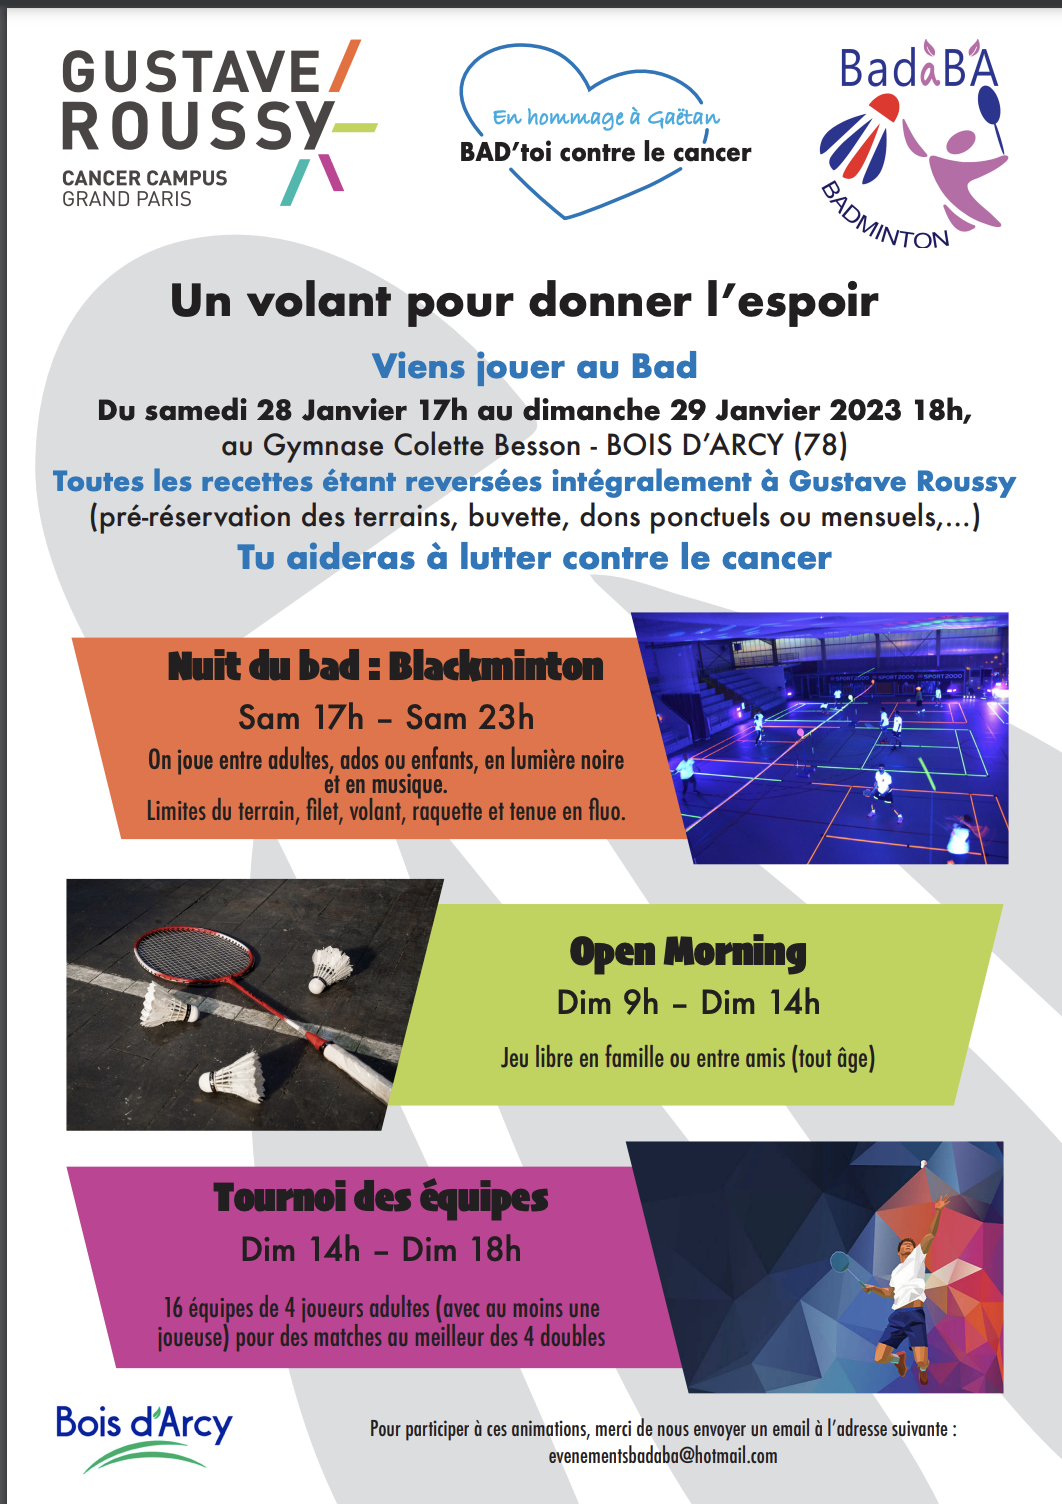 GUSTAVE
ROUSSY
CANCER CAMPUS
GRAND PARIS
En hommage à Gaëtan
BAD'toi contre le cancer
BadàBA
BADMINTON
Un volant pour donner l'espoir
Viens jouer au Bad
Du samedi 28 Janvier 17h au dimanche 29 Janvier 2023 18h,
au Gymnase Colette Besson - BOIS D'ARCY (78)
Toutes les recettes étant reversées intégralement à Gustave Roussy
(pré-réservation des terrains, buvette, dons ponctuels ou mensuels,...)
Tu aideras à lutter contre le cancer
Nuit du bad : Blackminton
Sam 17h – Sam 23h
On joue entre adultes, ados ou enfants, en lumière noire
et en musique.
Limites du terrain, filet, volant, raquette et tenue en fluo.
SPORT 2000 SPORT 2000
Open Morning
Dim 9h – Dim 14h
Jeu libre en famille ou entre amis (tout âge)
Tournoi des équipes
Dim 14h – Dim 18h
16 équipes de 4 joueurs adultes (avec au moins une
joueuse) pour des matches au meilleur des 4 doubles
Bois d'Arcy
Pour participer à ces animations, merci de nous envoyer un email à l'adresse suivante :
evenementsbadaba@hotmail.com